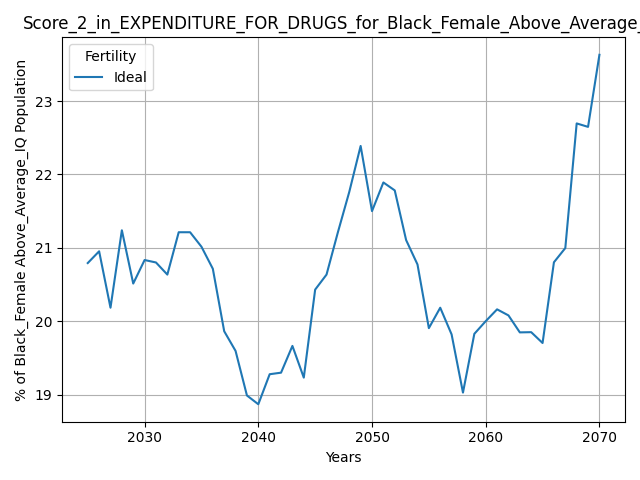 Score_2_in_EXPENDITURE_FOR_DRUGS_for_Black_Female_Above_Average_
Fertility
Ideal
% of Black_Female Above_Average_IQ Population
23
22
21
20
19
2030 2040 2050 2060 2070
Years